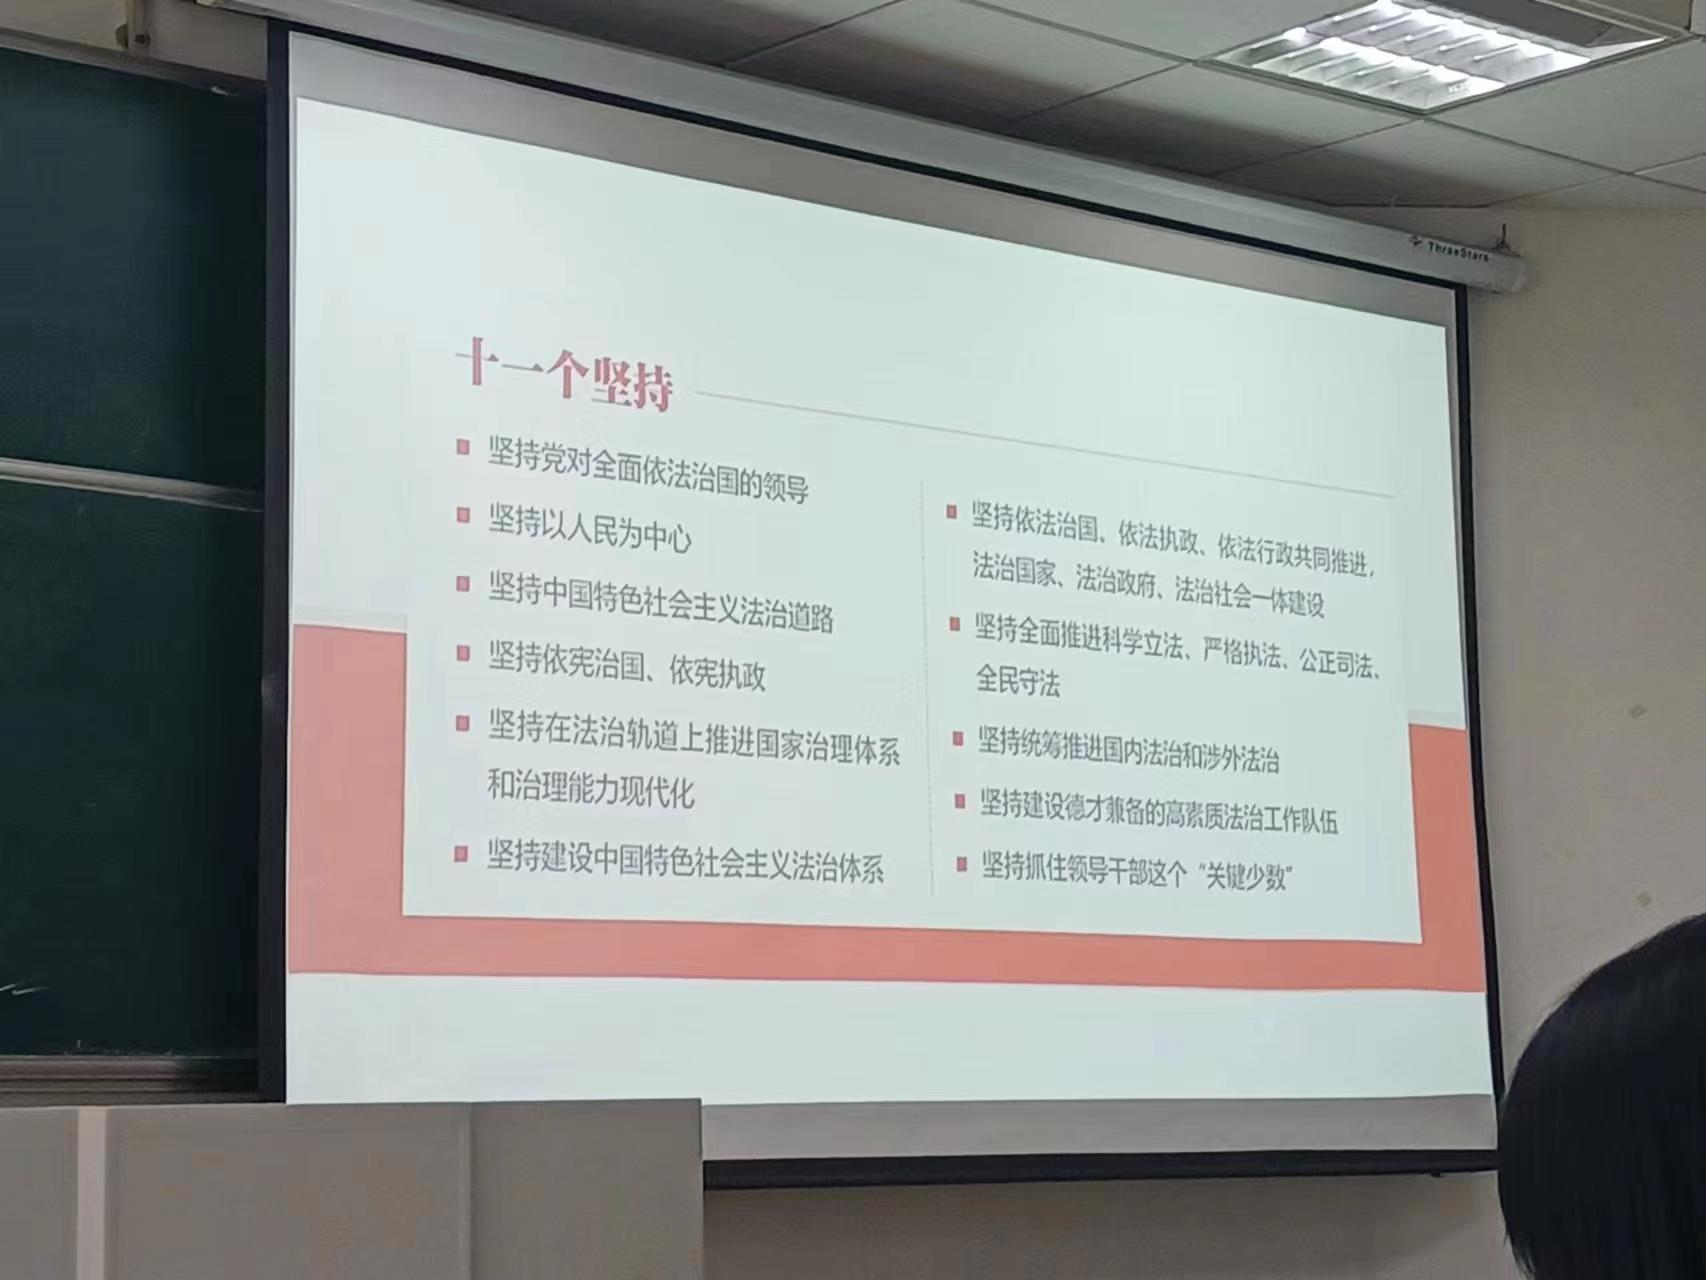 ThreeStars
十一个坚持
坚持党对全面依法治国的领导
坚持以人民为中心
坚持中国特色社会主义法治道路
坚持依宪治国、依宪执政
坚持在法治轨道上推进国家治理体系
和治理能力现代化
坚持建设中国特色社会主义法治体系
坚持依法治国、依法执政、依法行政共同推进，
法治国家、法治政府、法治社会一体建设
坚持全面推进科学立法、严格执法、公正司法、
全民守法
坚持统筹推进国内法治和涉外法治
坚持建设德才兼备的高素质法治工作队伍
坚持抓住领导干部这个“关键少数”